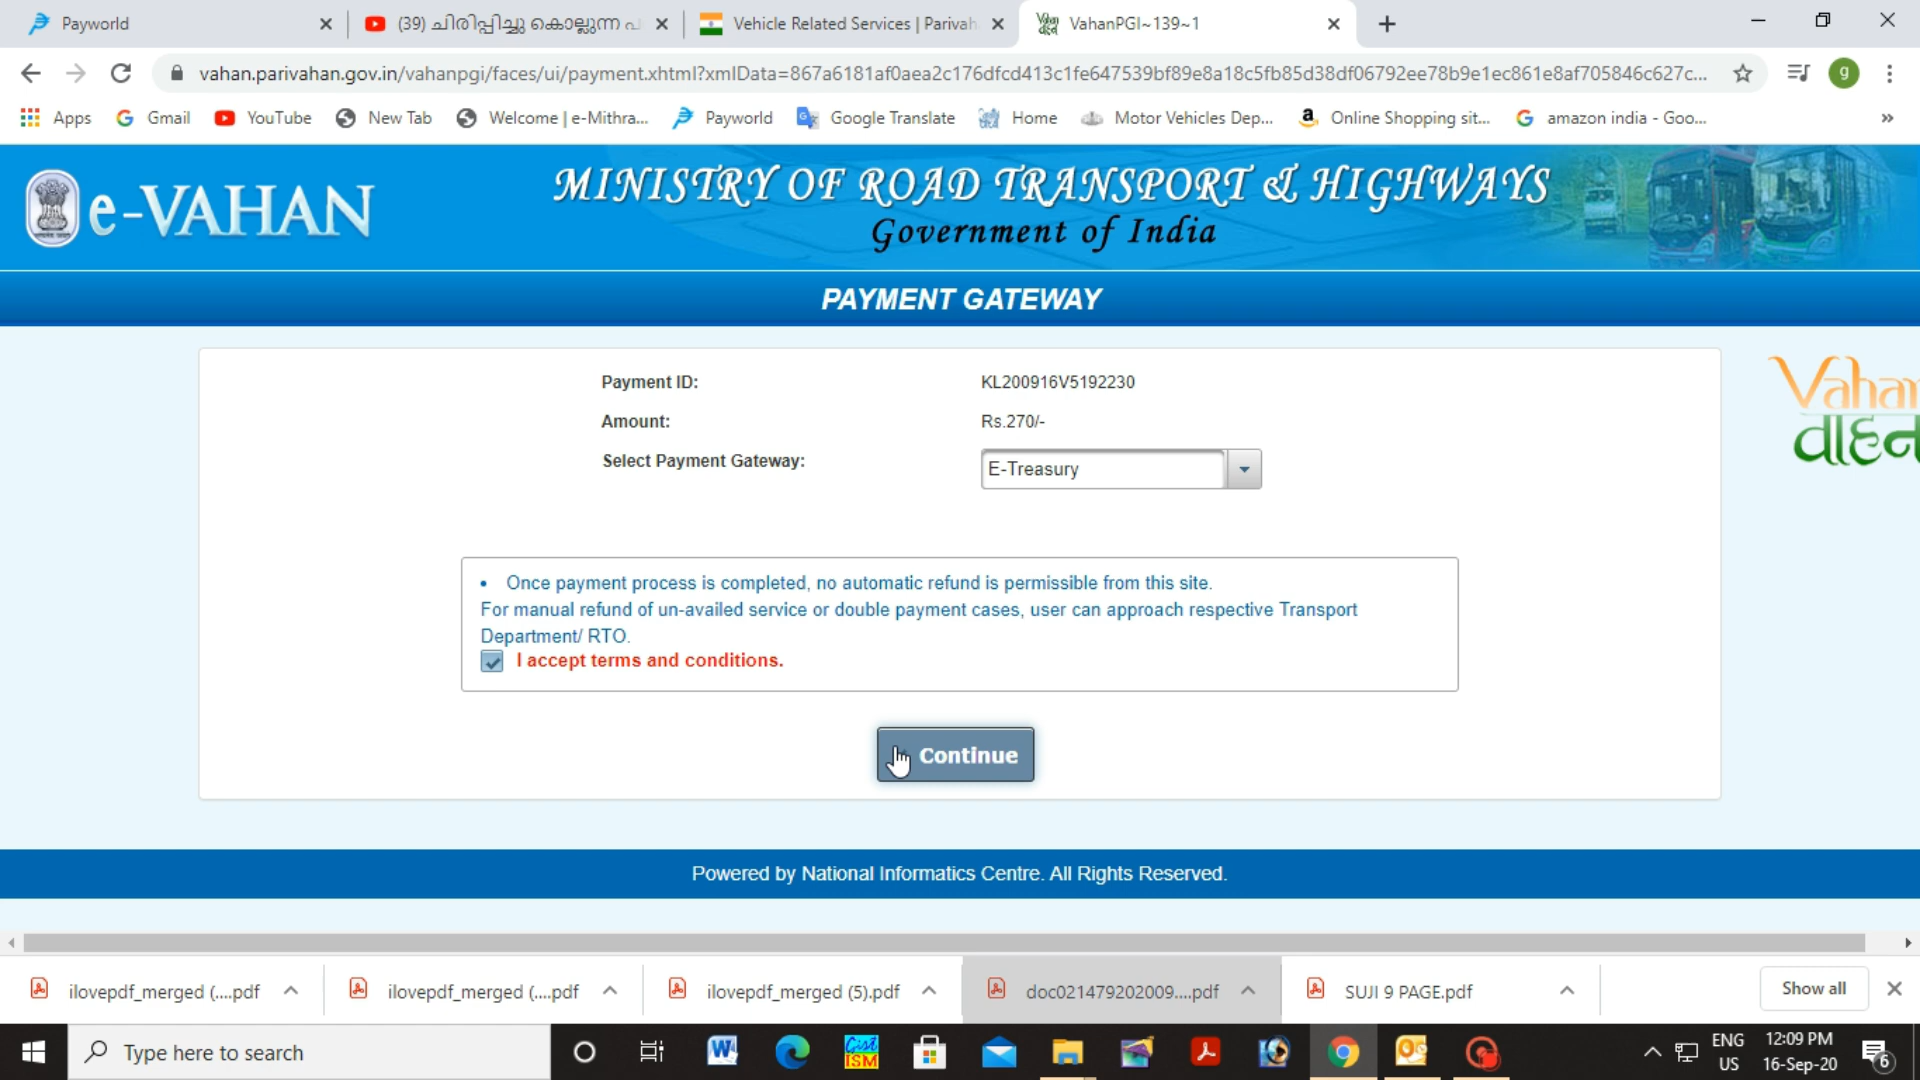 Payworld
(39) ചിരിപ്പിച്ചു കൊല്ലുന്ന പ
Vehicle Related Services | Parivah
VahanPGI~139~1
vahan.parivahan.gov.in/vahanpgi/faces/ui/payment.xhtml?xmlData=867a6181af0aea2c176dfcd413c1fe647539bf89e8a18c5fb85d38df06792ee78b9e1ec861e8af705846c627c...
g
Apps
Gmail
YouTube
New Tab
Welcome | e-Mithra...
Payworld
Google Translate
Home
Motor Vehicles Dep...
Online Shopping sit...
amazon india - Goo...
»
e-VAHAN
MINISTRY OF ROAD TRANSPORT & HIGHWAYS
Government of India
PAYMENT GATEWAY
Vahan
Payment ID: KL200916V5192230
Amount: Rs.270/-
Select Payment Gateway: E-Treasury
• Once payment process is completed, no automatic refund is permissible from this site.
For manual refund of un-availed service or double payment cases, user can approach respective Transport
Department/ RTO.
I accept terms and conditions.
Continue
Powered by National Informatics Centre. All Rights Reserved.
ilovepdf_merged (....pdf
ilovepdf_merged (....pdf
ilovepdf_merged (5).pdf
doc021479202009....pdf
SUJI 9 PAGE.pdf
Show all
Type here to search
Gist
ISM
ENG
US
12:09 PM
16-Sep-20
6